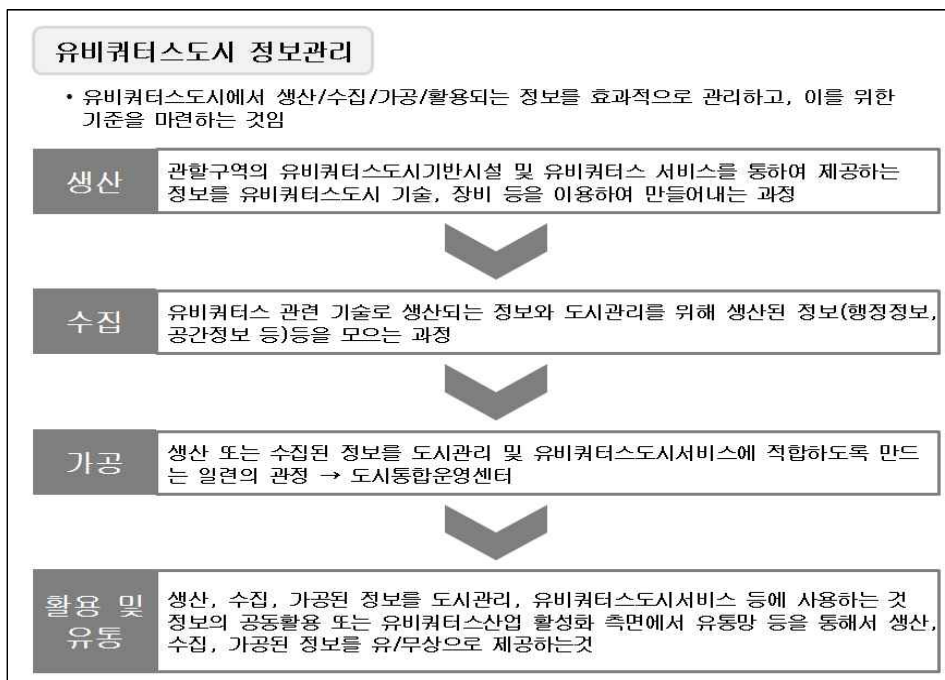 유비쿼터스도시 정보관리
• 유비쿼터스도시에서 생산/수집/가공/활용되는 정보를 효과적으로 관리하고, 이를 위한
기준을 마련하는 것임
생산
관할구역의 유비쿼터스도시기반시설 및 유비쿼터스 서비스를 통하여 제공하는
정보를 유비쿼터스도시 기술, 장비 등을 이용하여 만들어내는 과정
수집
유비쿼터스 관련 기술로 생산되는 정보와 도시관리를 위해 생산된 정보(행정정보,
공간정보 등)등을 모으는 과정
가공
생산 또는 수집된 정보를 도시관리 및 유비쿼터스도시서비스에 적합하도록 만드
는 일련의 관정 → 도시통합운영센터
활용 및
유통
생산, 수집, 가공된 정보를 도시관리, 유비쿼터스도시서비스 등에 사용하는 것
정보의 공동활용 또는 유비쿼터스산업 활성화 측면에서 유통망 등을 통해서 생산,
수집, 가공된 정보를 유/무상으로 제공하는것